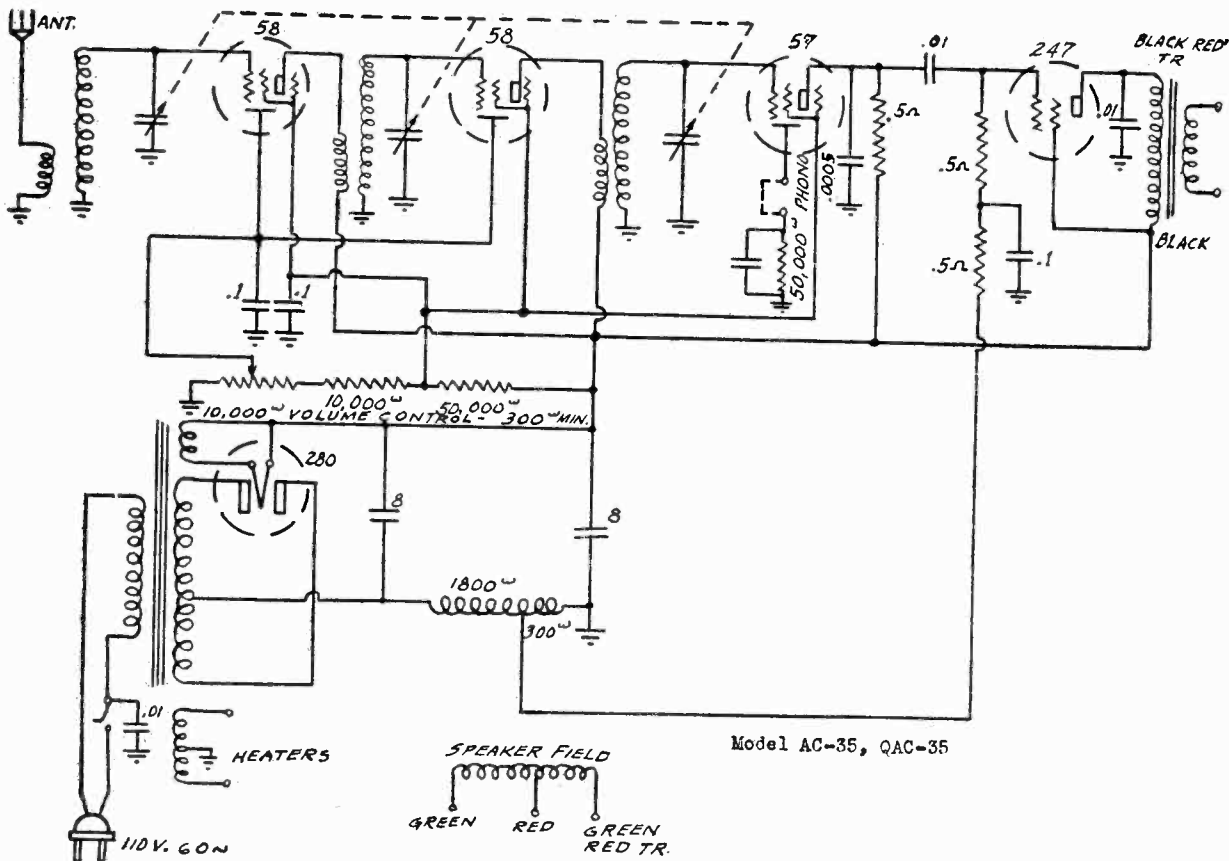 ANT.
58
58
57
.01
247
BLACK RED
TR
.5Ω
.01
.0005
PHONO
50,000ω
.5Ω
.5Ω
.1
BLACK
.1
.1
10,000ω
50,000ω
10,000ω VOLUME CONTROL - 300ω MIN.
280
8
8
1800ω
300ω
.01
HEATERS
Model AC-35, QAC-35
SPEAKER FIELD
GREEN
RED
GREEN
RED TR.
110V. 60~